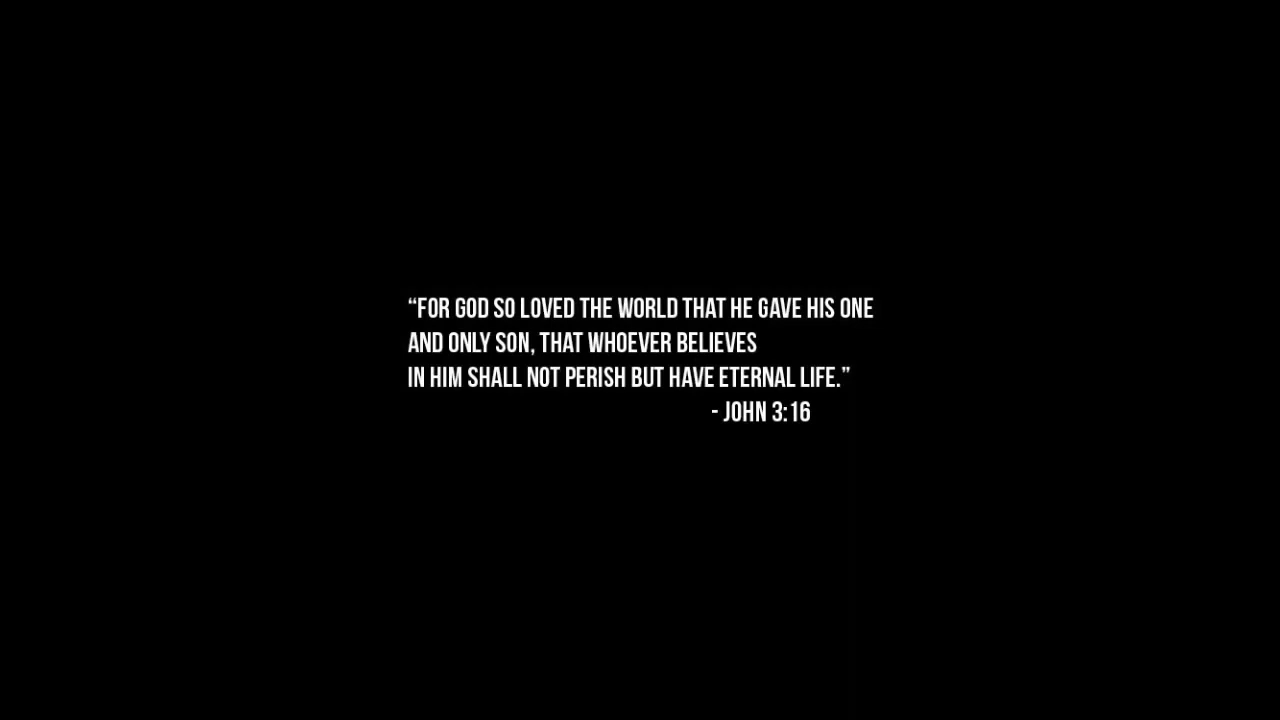 “FOR GOD SO LOVED THE WORLD THAT HE GAVE HIS ONE
AND ONLY SON, THAT WHOEVER BELIEVES
IN HIM SHALL NOT PERISH BUT HAVE ETERNAL LIFE.”
- JOHN 3:16